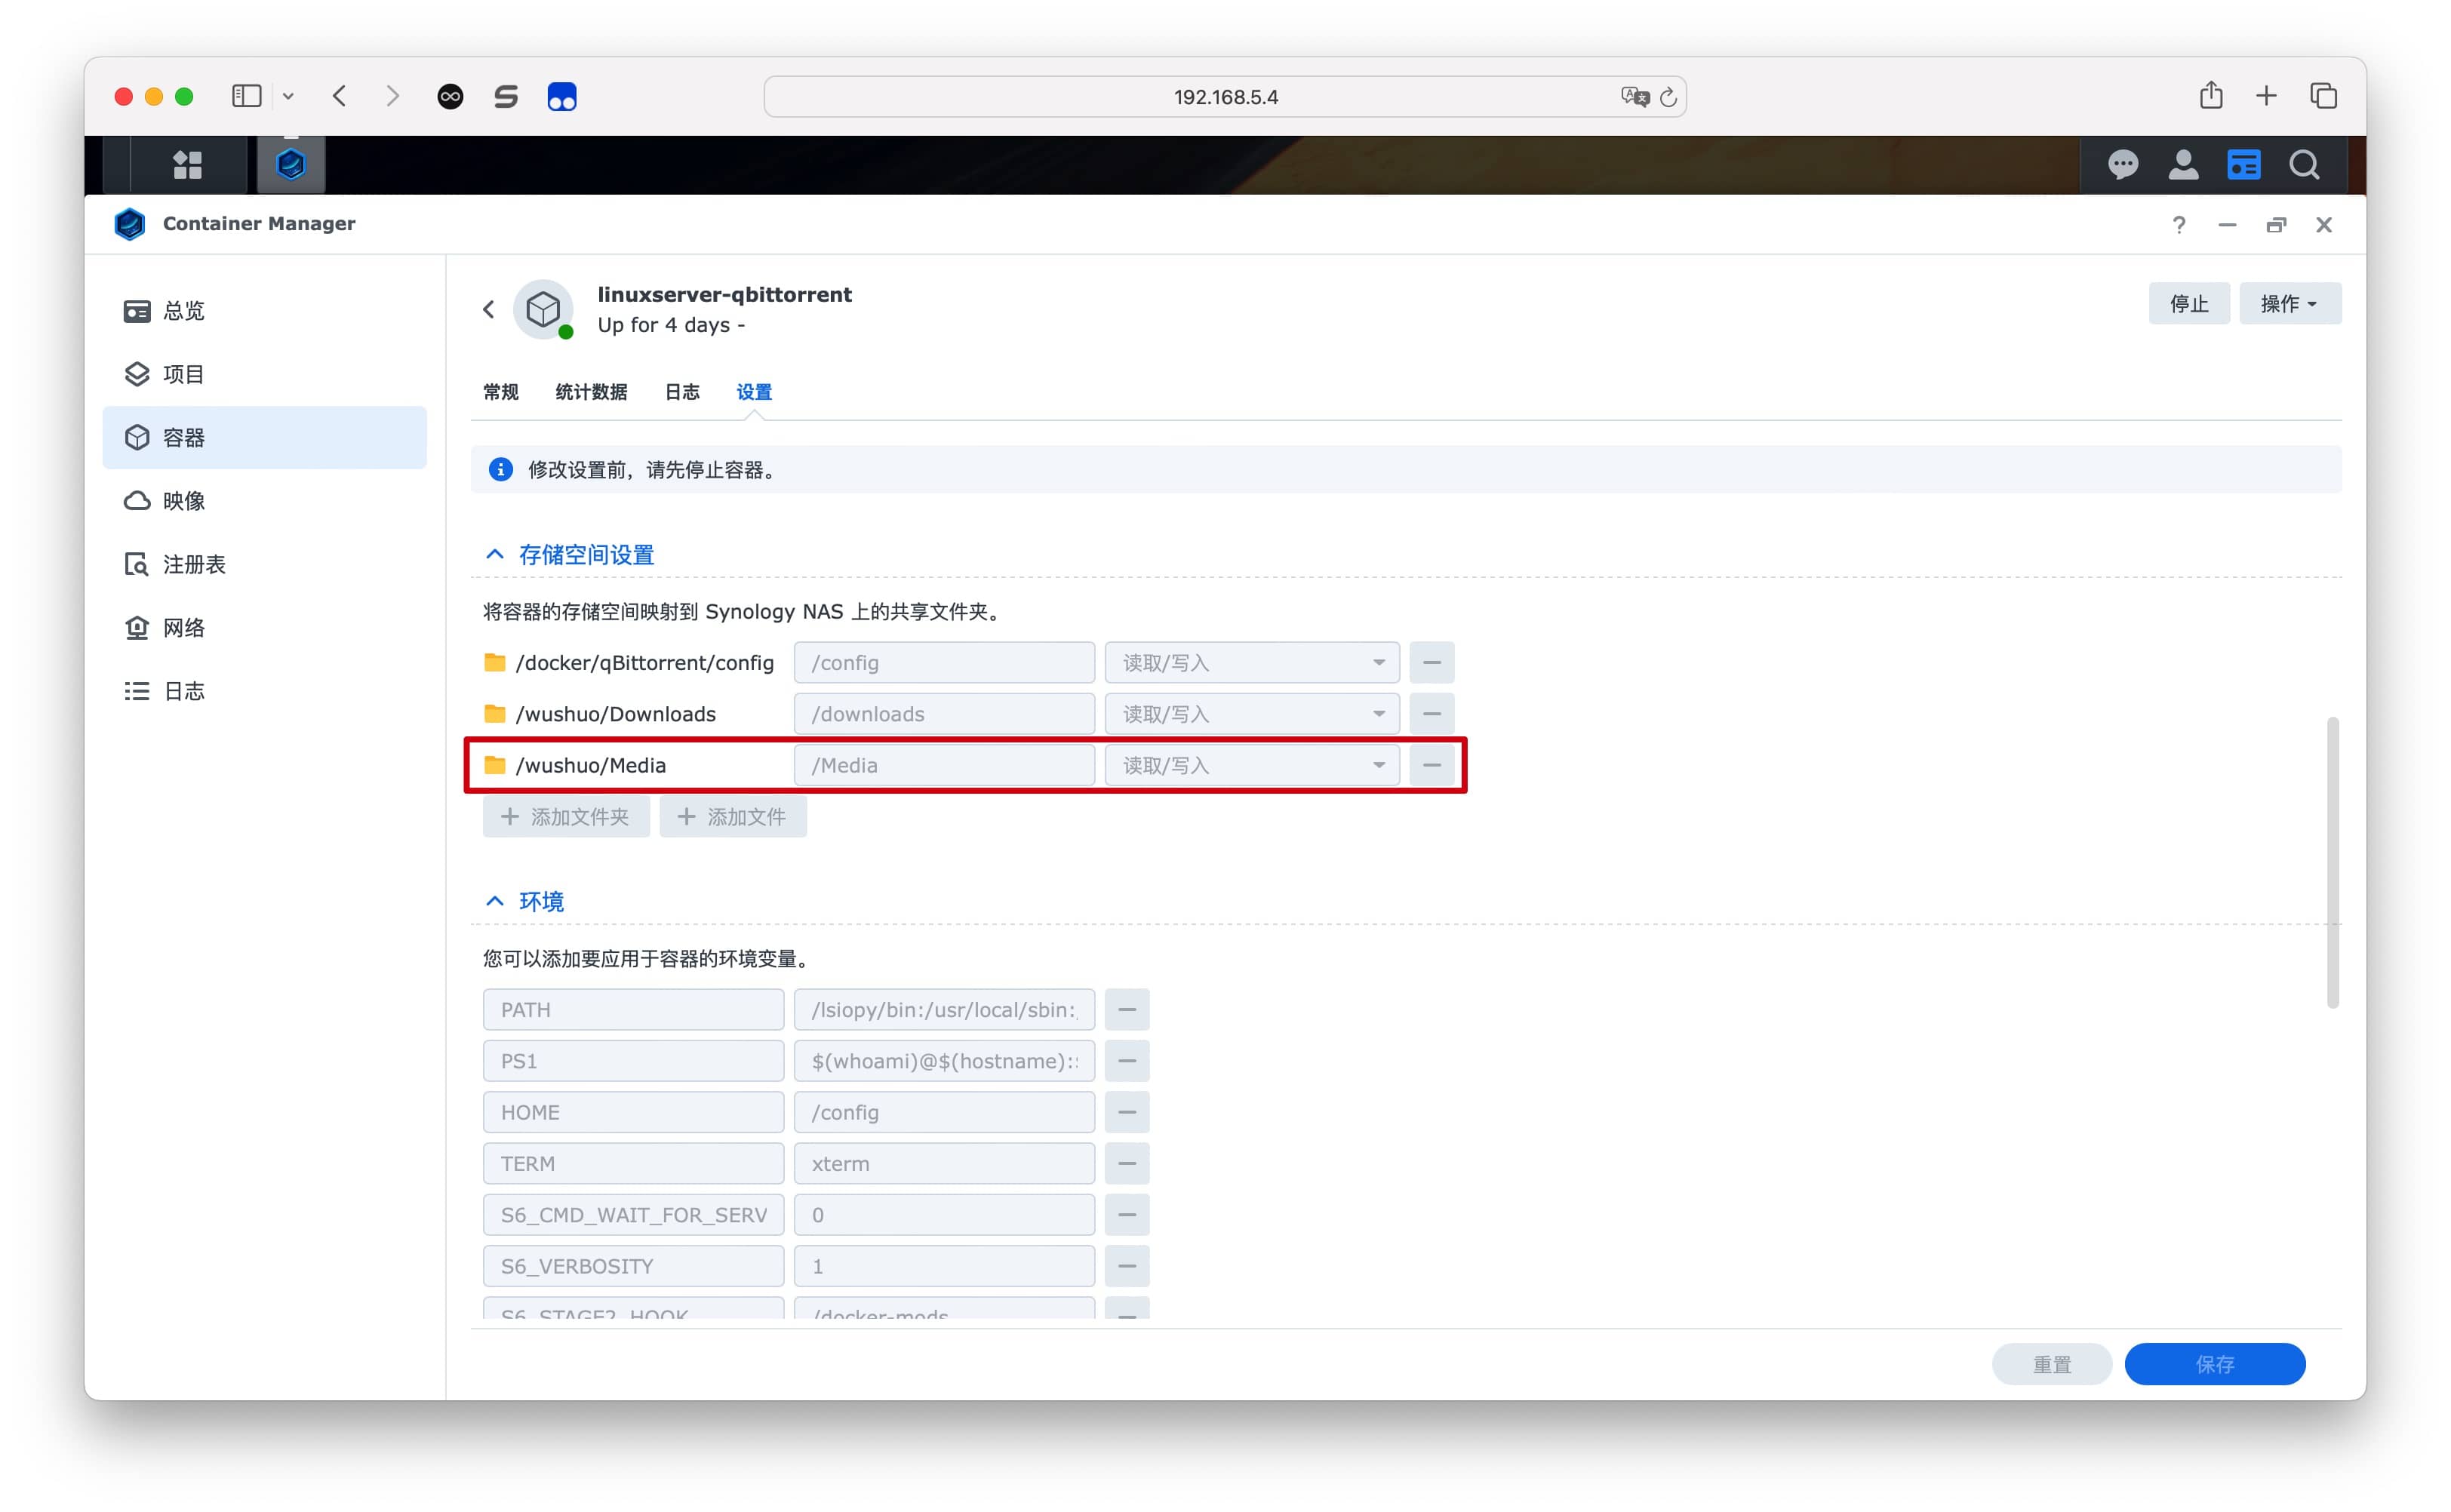 192.168.5.4
Container Manager
总览
项目
容器
映像
注册表
网络
日志
linuxserver-qbittorrent
Up for 4 days -
停止
操作
常规 统计数据 日志 设置
修改设置前，请先停止容器。
存储空间设置
将容器的存储空间映射到 Synology NAS 上的共享文件夹。
/docker/qBittorrent/config /config 读取/写入
/wushuo/Downloads /downloads 读取/写入
/wushuo/Media /Media 读取/写入
添加文件夹 添加文件
环境
您可以添加要应用于容器的环境变量。
PATH /lsiopy/bin:/usr/local/sbin:
PS1 $(whoami)@$(hostname):
HOME /config
TERM xterm
S6_CMD_WAIT_FOR_SERV 0
S6_VERBOSITY 1
S6_STAGE2_HOOK /docker-mods
重置 保存